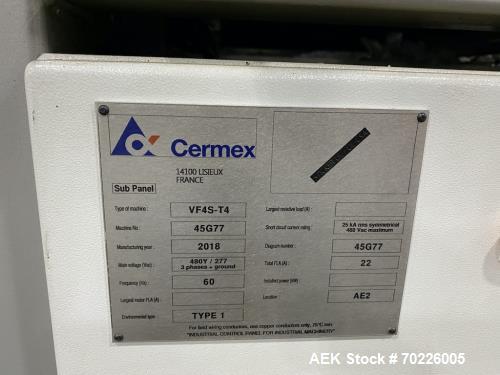 Cermex
14100 LISIEUX
FRANCE
Sub Panel
Type of machine : VF4S-T4
Machine No : 45G77
Manufacturing year : 2018
Main voltage (Vac) : 480Y / 277
3 phases + ground
Frequency (Hz) : 60
Largest motor FLA (A) :
Environmental type : TYPE 1
Largest resistive load (A) :
Short circuit current rating : 25 kA rms symmetrical
480 Vac maximum
Diagram number : 45G77
Total FLA (A) : 22
Installed power (kW) :
Location : AE2
For field wiring conductors, use copper conductors only, 75°C min
"INDUSTRIAL CONTROL PANEL FOR INDUSTRIAL MACHINERY"
AEK Stock # 70226005